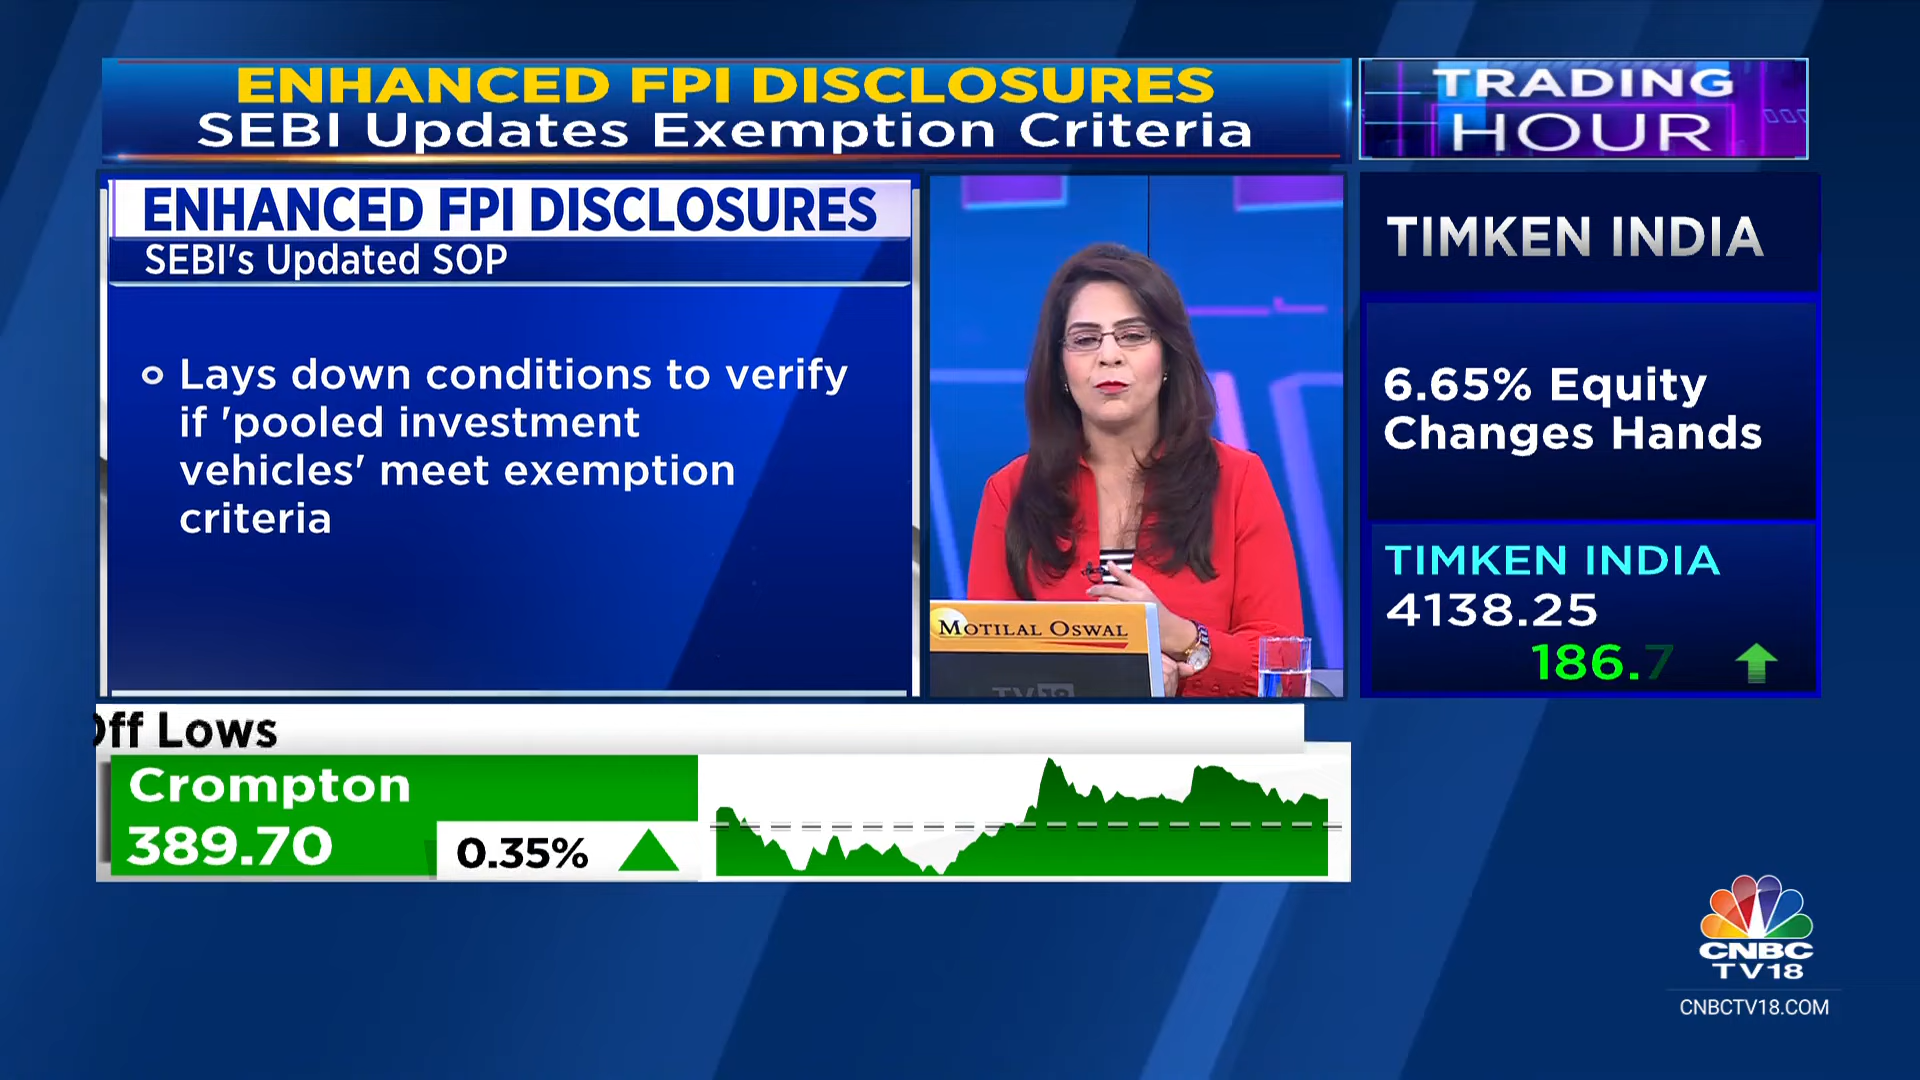 ENHANCED FPI DISCLOSURES
SEBI Updates Exemption Criteria
TRADING
HOUR
ENHANCED FPI DISCLOSURES
SEBI's Updated SOP
Lays down conditions to verify
if 'pooled investment
vehicles' meet exemption
criteria
MOTILAL OSWAL
TV18
TIMKEN INDIA
6.65% Equity
Changes Hands
TIMKEN INDIA
4138.25
186.7
Off Lows
Crompton
389.70
0.35%
CNBC
TV18
CNBCTV18.COM